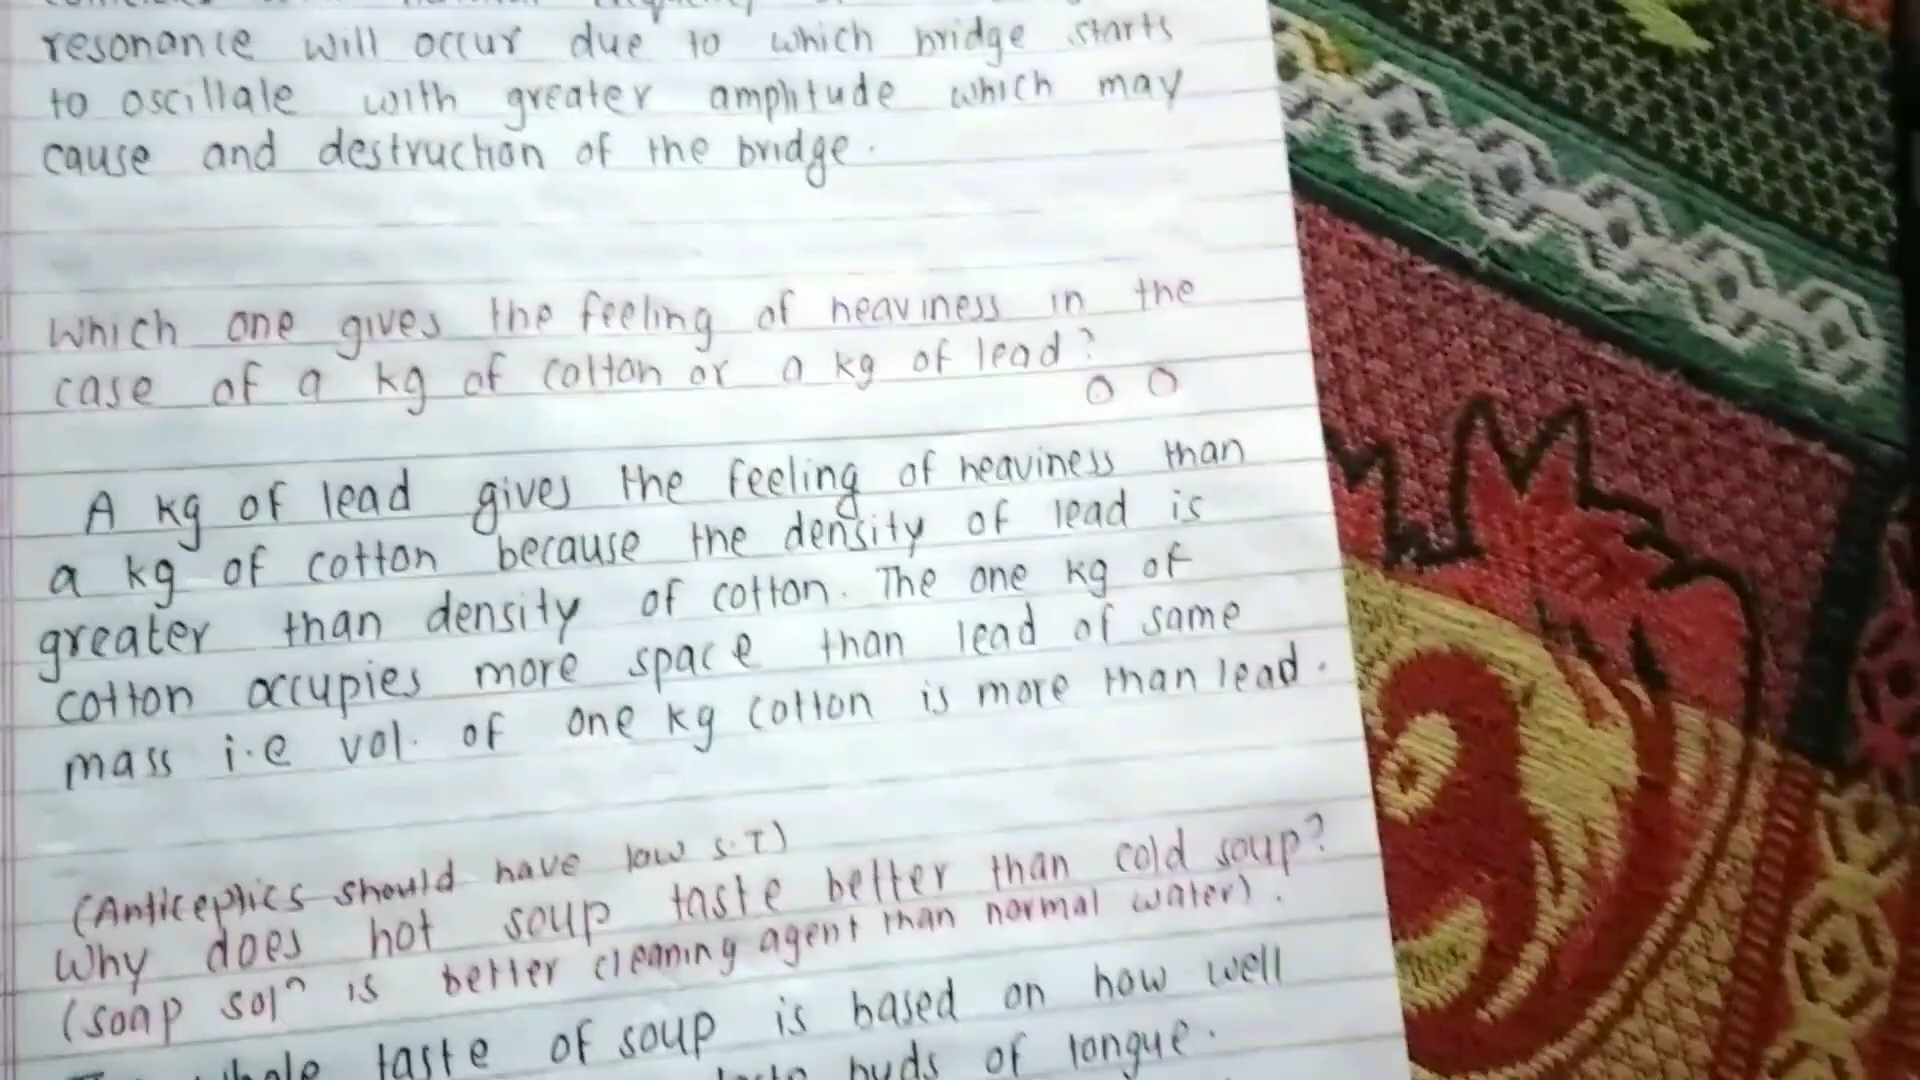 resonance will occur due to which bridge starts
to oscillale with greater amplitude which may
cause and destruction of the bridge.
Which one gives the feeling of heaviness in the
case of a kg of cotton or a kg of lead?
A kg of lead gives the feeling of heaviness than
a kg of cotton because the density of lead is
greater than density of cotton. The one kg of
cotton occupies more space than lead of same
mass i.e vol. of one kg cotton is more than lead.
(Anticeptics should have low S.T)
Why does hot soup taste better than cold soup?
(soap solⁿ is better cleaning agent than normal water).
taste of soup is based on how well
buds of tongue.